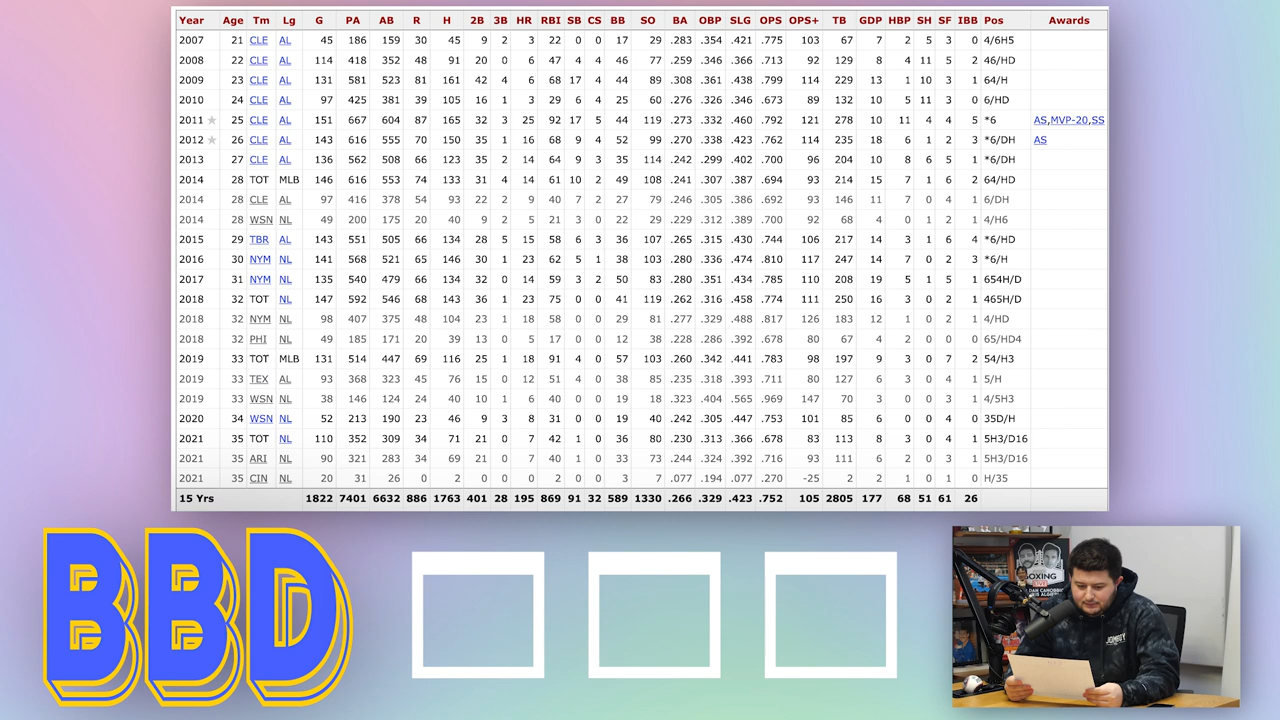 Year Age Tm Lg G PA AB R H 2B 3B HR RBI SB CS BB SO BA OBP SLG OPS OPS+ TB GDP HBP SH SF IBB Pos Awards
2007 21 CLE AL 45 186 159 30 45 9 2 3 22 0 0 17 29 .283 .354 .421 .775 103 67 7 2 5 3 0 4/6H5
2008 22 CLE AL 114 418 352 48 91 20 0 6 47 4 4 46 77 .259 .346 .366 .713 92 129 8 4 11 5 2 46/HD
2009 23 CLE AL 131 581 523 81 161 42 4 6 68 17 4 44 89 .308 .361 .438 .799 114 229 13 1 10 3 1 64/H
2010 24 CLE AL 97 425 381 39 105 16 1 3 29 6 4 25 60 .276 .326 .346 .673 89 132 10 5 11 3 0 6/HD
2011 ★ 25 CLE AL 151 667 604 87 165 32 3 25 92 17 5 44 119 .273 .332 .460 .792 121 278 10 11 4 4 5 *6 AS,MVP-20,SS
2012 ★ 26 CLE AL 143 616 555 70 150 35 1 16 68 9 4 52 99 .270 .338 .423 .762 114 235 18 6 1 2 3 *6/DH AS
2013 27 CLE AL 136 562 508 66 123 35 2 14 64 9 3 35 114 .242 .299 .402 .700 96 204 10 8 6 5 1 *6/DH
2014 28 TOT MLB 146 616 553 74 133 31 4 14 61 10 2 49 108 .241 .307 .387 .694 93 214 15 7 1 6 2 64/HD
2014 28 CLE AL 97 416 378 54 93 22 2 9 40 7 2 27 79 .246 .305 .386 .692 93 146 11 7 0 4 1 6/DH
2014 28 WSN NL 49 200 175 20 40 9 2 5 21 3 0 22 29 .229 .312 .389 .700 92 68 4 0 1 2 1 4/H6
2015 29 TBR AL 143 551 505 66 134 28 5 15 58 6 3 36 107 .265 .315 .430 .744 106 217 14 3 1 6 4 *6/HD
2016 30 NYM NL 141 568 521 65 146 30 1 23 62 5 1 38 103 .280 .336 .474 .810 117 247 14 7 0 2 3 *6/H
2017 31 NYM NL 135 540 479 66 134 32 0 14 59 3 2 50 83 .280 .351 .434 .785 110 208 19 5 1 5 1 654H/D
2018 32 TOT NL 147 592 546 68 143 36 1 23 75 0 0 41 119 .262 .316 .458 .774 111 250 16 3 0 2 1 465H/D
2018 32 NYM NL 98 407 375 48 104 23 1 18 58 0 0 29 81 .277 .329 .488 .817 126 183 12 1 0 2 1 4/HD
2018 32 PHI NL 49 185 171 20 39 13 0 5 17 0 0 12 38 .228 .286 .392 .678 80 67 4 2 0 0 0 65/HD4
2019 33 TOT MLB 131 514 447 69 116 25 1 18 91 4 0 57 103 .260 .342 .441 .783 98 197 9 3 0 7 2 54/H3
2019 33 TEX AL 93 368 323 45 76 15 0 12 51 4 0 38 85 .235 .318 .393 .711 80 127 6 3 0 4 1 5/H
2019 33 WSN NL 38 146 124 24 40 10 1 6 40 0 0 19 18 .323 .404 .565 .969 147 70 3 0 0 3 1 4/5H3
2020 34 WSN NL 52 213 190 23 46 9 3 8 31 0 0 19 40 .242 .305 .447 .753 101 85 6 0 0 4 0 35D/H
2021 35 TOT NL 110 352 309 34 71 21 0 7 42 1 0 36 80 .230 .313 .366 .678 83 113 8 3 0 4 1 5H3/D16
2021 35 ARI NL 90 321 283 34 69 21 0 7 40 1 0 33 73 .244 .324 .392 .716 93 111 6 2 0 3 1 5H3/D16
2021 35 CIN NL 20 31 26 0 2 0 0 0 2 0 0 3 7 .077 .194 .077 .270 -25 2 2 1 0 1 0 H/35
15 Yrs 1822 7401 6632 886 1763 401 28 195 869 91 32 589 1330 .266 .329 .423 .752 105 2805 177 68 51 61 26
BBD
JOMBOY